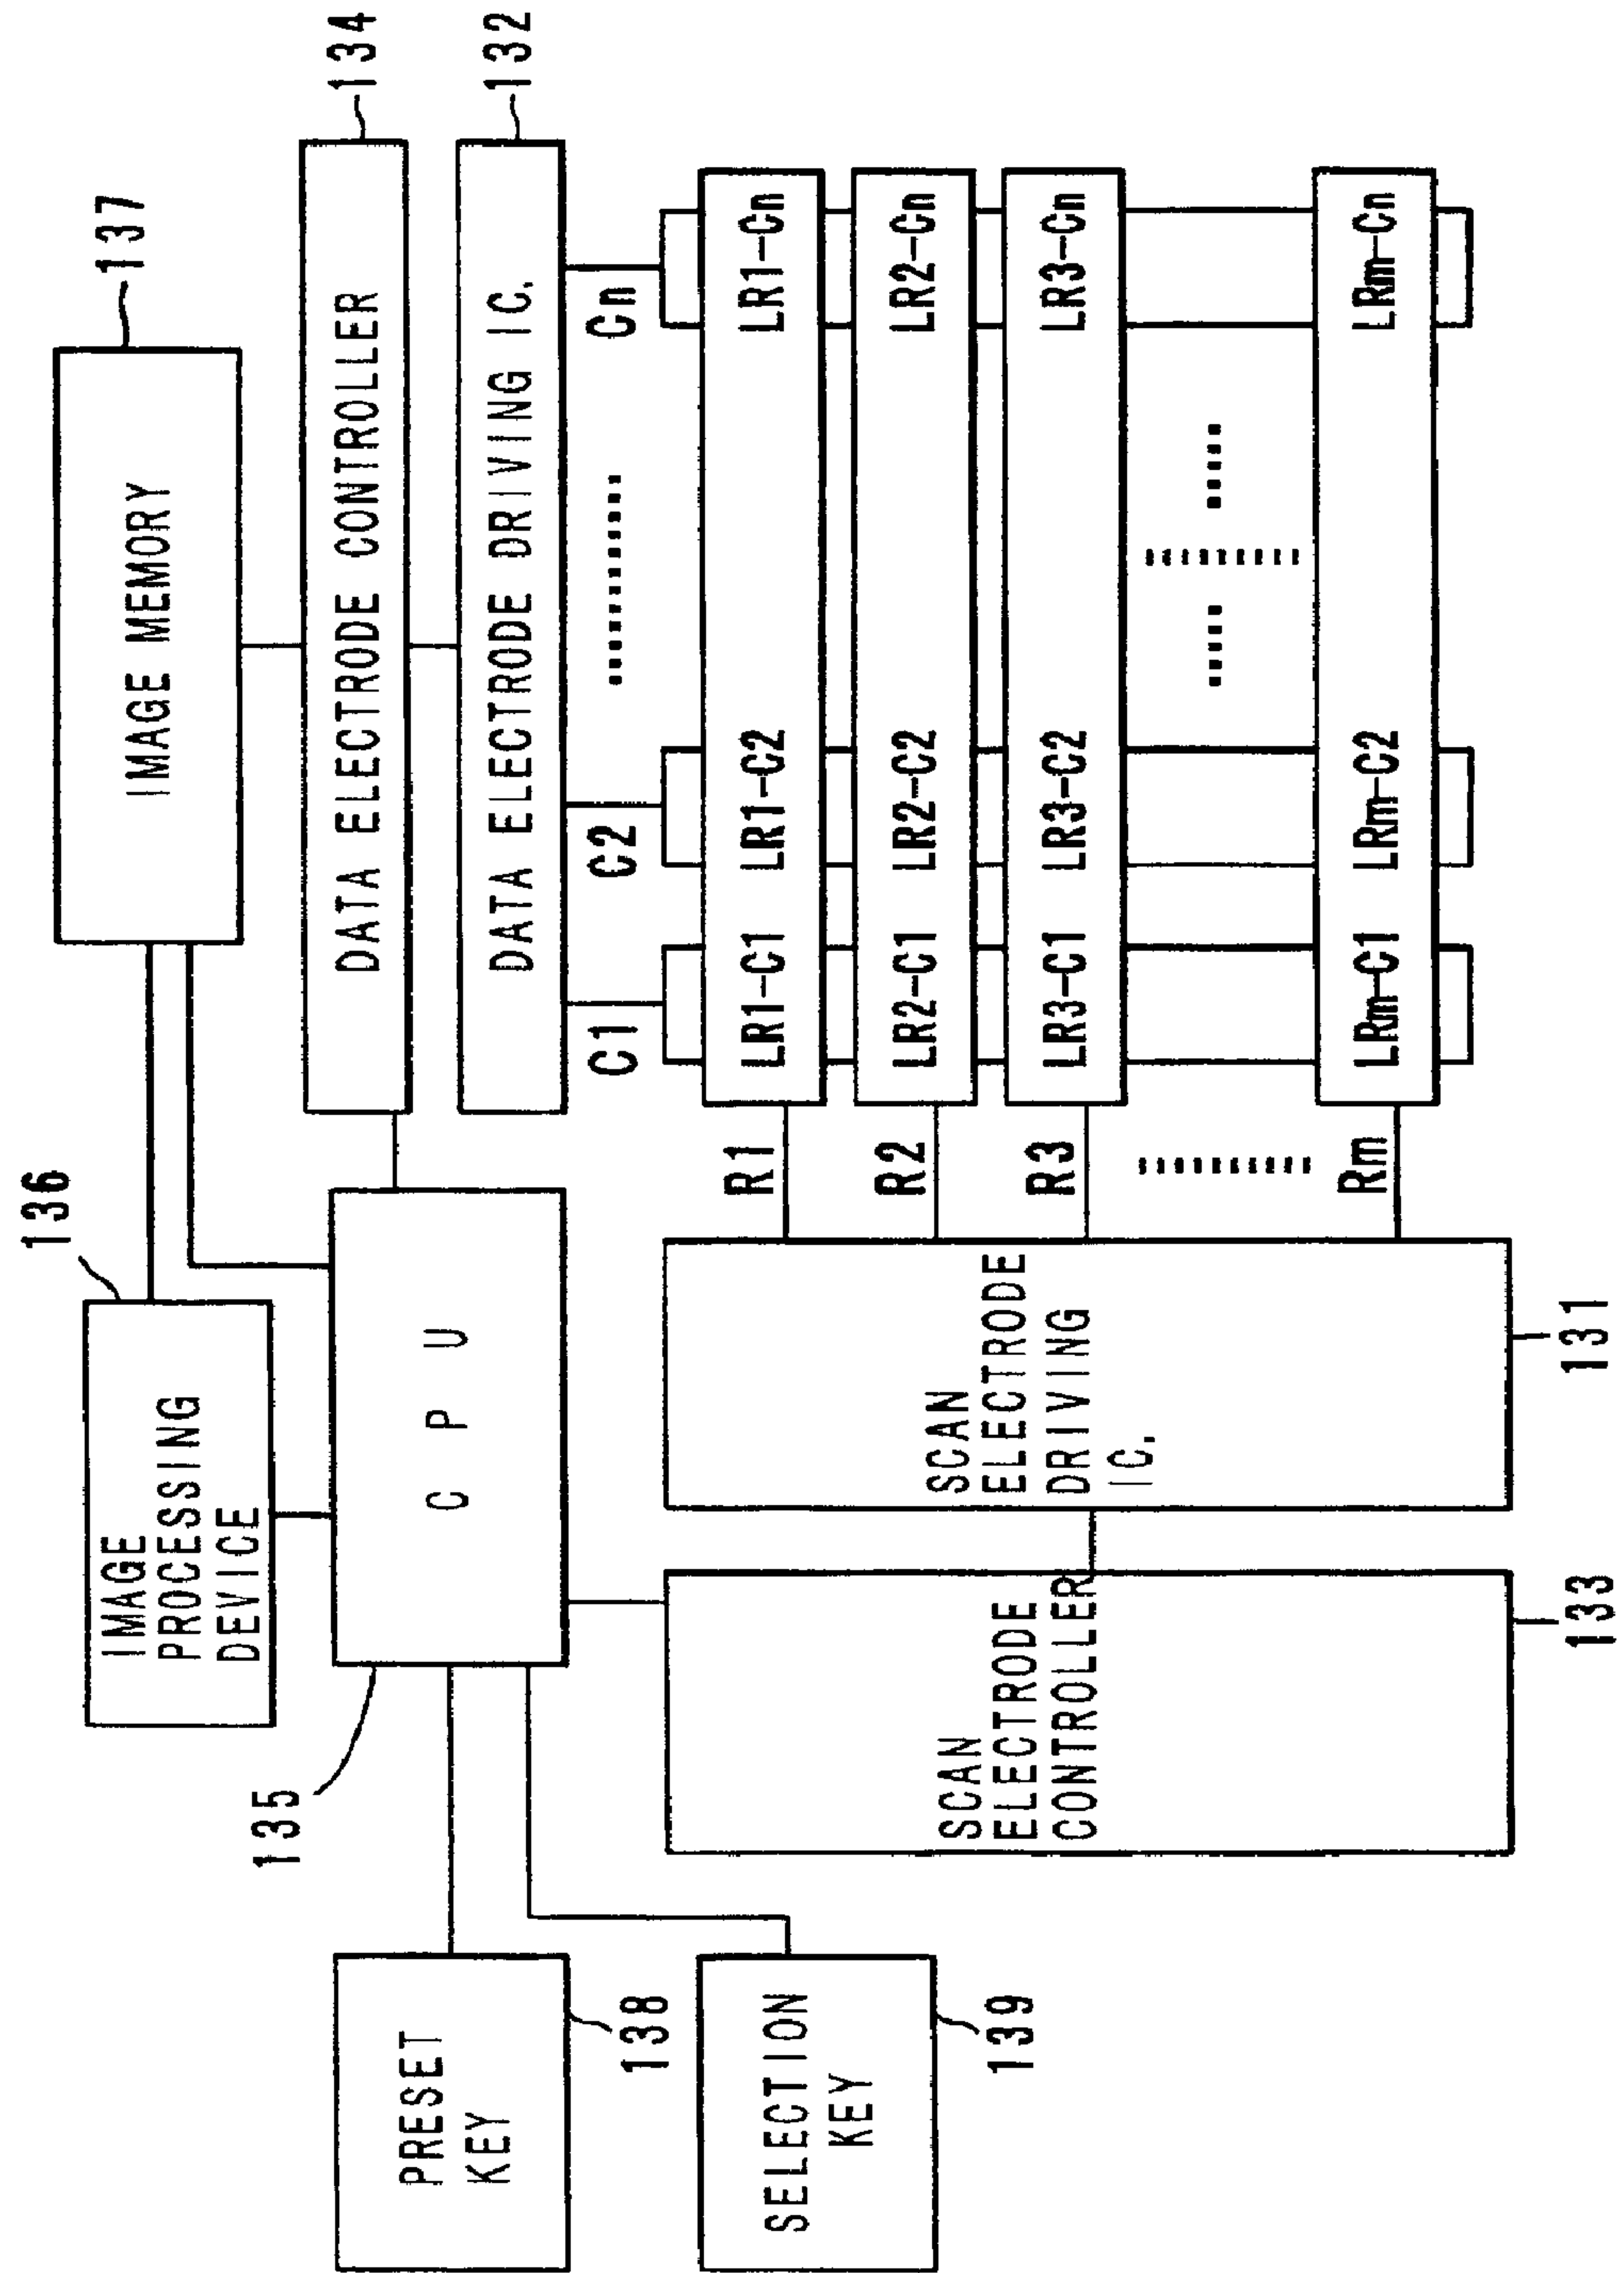 136
137
IMAGE
PROCESSING
DEVICE
IMAGE MEMORY
134
DATA ELECTRODE CONTROLLER
135
C P U
132
DATA ELECTRODE DRIVING IC.
PRESET
KEY
138
C1
C2
Cn
R1
LR1-C1
LR1-C2
LR1-Cn
R2
LR2-C1
LR2-C2
LR2-Cn
R3
LR3-C1
LR3-C2
LR3-Cn
Rm
LRm-C1
LRm-C2
LRm-Cn
SELECTION
KEY
139
SCAN
ELECTRODE
CONTROLLER
133
SCAN
ELECTRODE
DRIVING
IC.
131